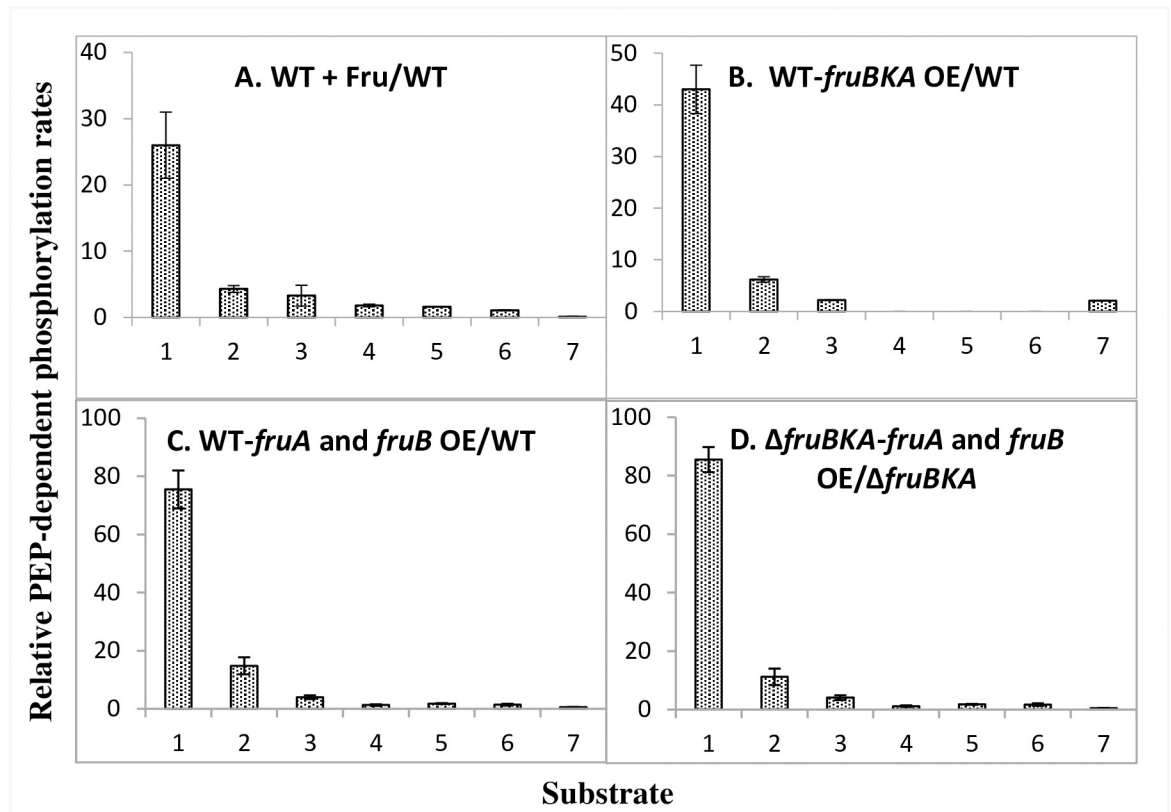 Relative PEP-dependent phosphorylation rates
A. WT + Fru/WT
40
30
20
10
0
1 2 3 4 5 6 7
B. WT-fruBKA OE/WT
50
40
30
20
10
0
1 2 3 4 5 6 7
C. WT-fruA and fruB OE/WT
100
80
60
40
20
0
1 2 3 4 5 6 7
D. ΔfruBKA-fruA and fruB
OE/ΔfruBKA
100
80
60
40
20
0
1 2 3 4 5 6 7
Substrate